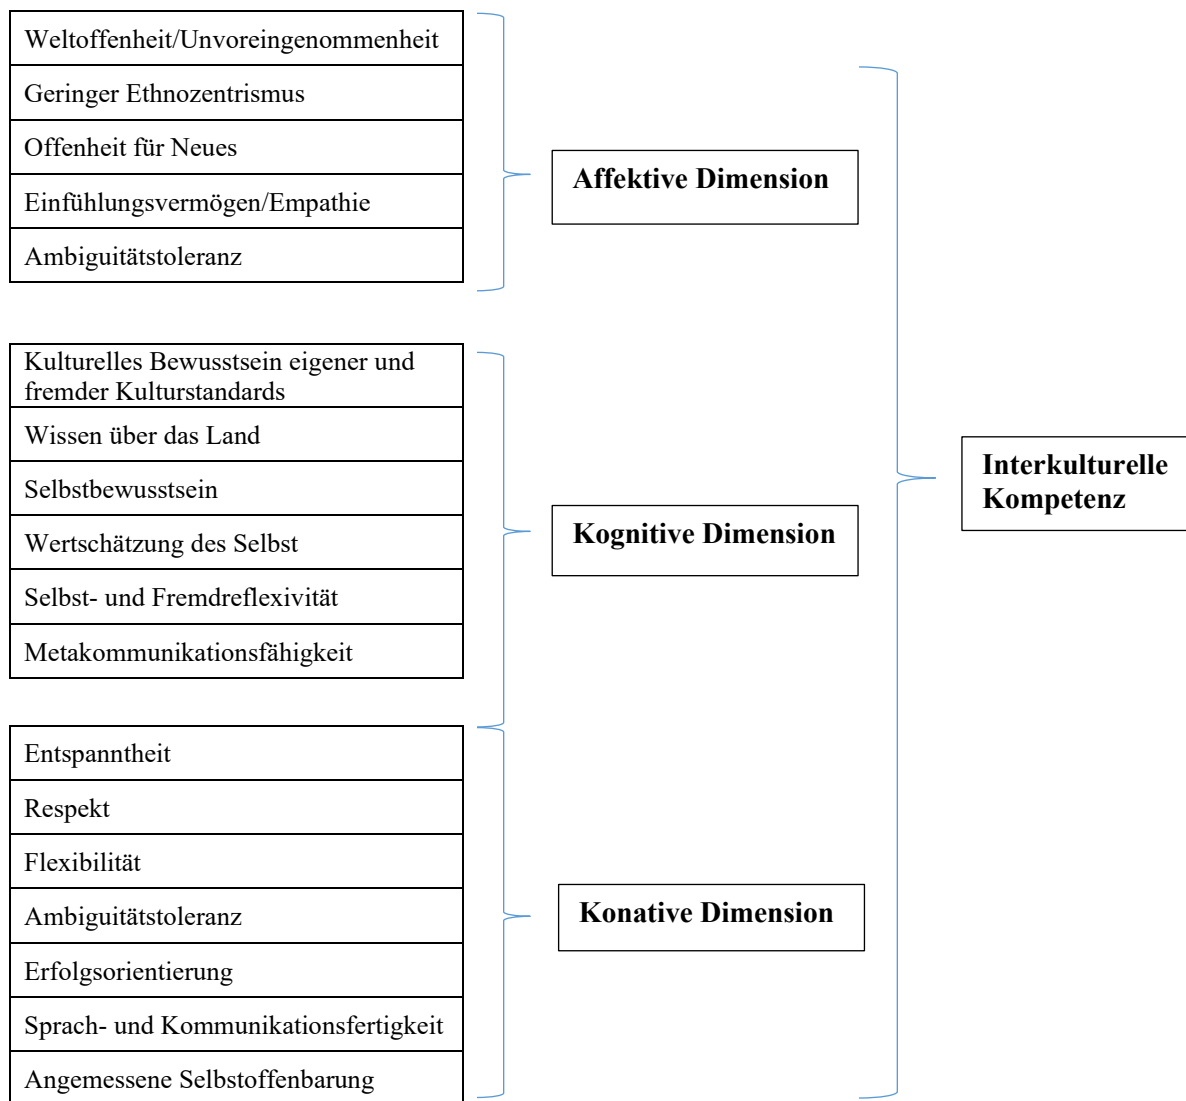 Weltoffenheit/Unvoreingenommenheit
Geringer Ethnozentrismus
Offenheit für Neues
Einfühlungsvermögen/Empathie
Ambiguitätstoleranz
Affektive Dimension
Kulturelles Bewusstsein eigener und
fremder Kulturstandards
Wissen über das Land
Selbstbewusstsein
Wertschätzung des Selbst
Selbst- und Fremdreflexivität
Metakommunikationsfähigkeit
Kognitive Dimension
Entspanntheit
Respekt
Flexibilität
Ambiguitätstoleranz
Erfolgsorientierung
Sprach- und Kommunikationsfertigkeit
Angemessene Selbstoffenbarung
Konative Dimension
Interkulturelle
Kompetenz